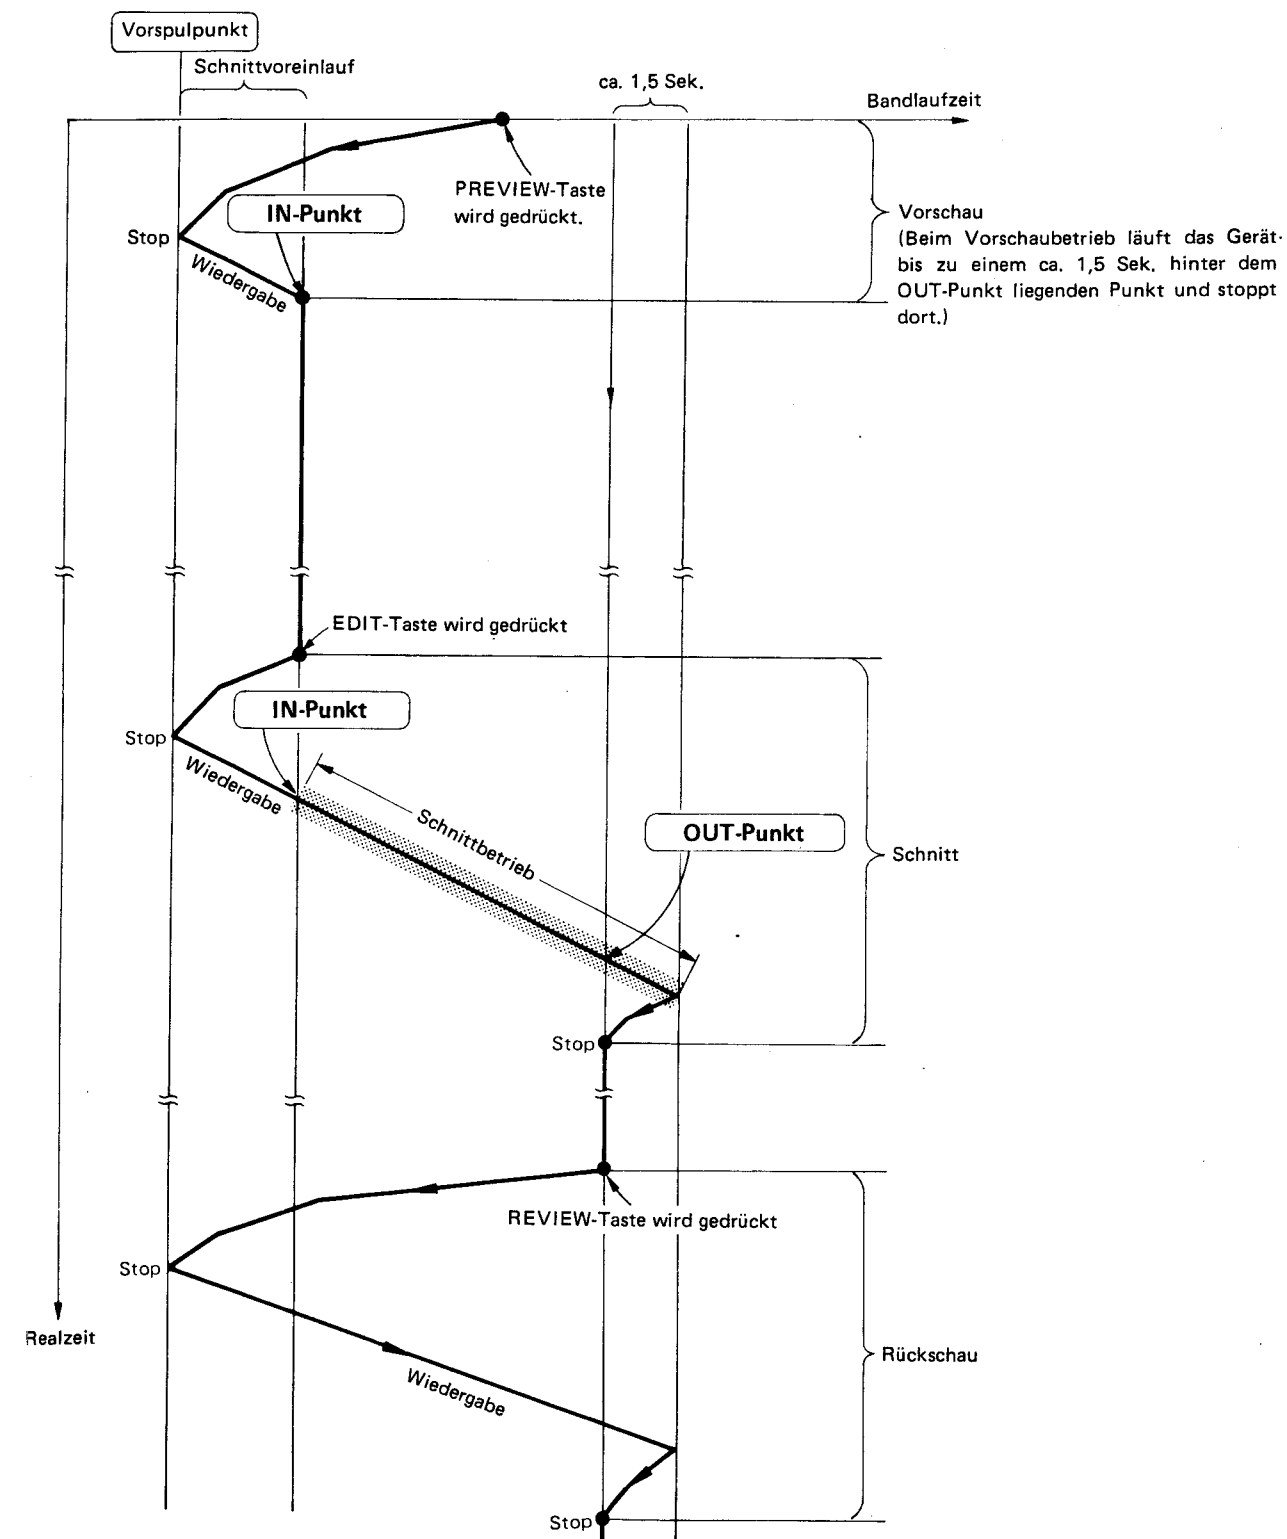 Vorspulpunkt
Schnittvoreinlauf
ca. 1,5 Sek.
Bandlaufzeit
PREVIEW-Taste
wird gedrückt.
IN-Punkt
Stop
Wiedergabe
Vorschau
(Beim Vorschaubetrieb läuft das Gerät-
bis zu einem ca. 1,5 Sek. hinter dem
OUT-Punkt liegenden Punkt und stoppt
dort.)
EDIT-Taste wird gedrückt
IN-Punkt
Stop
Wiedergabe
Schnittbetrieb
OUT-Punkt
Schnitt
Stop
REVIEW-Taste wird gedrückt
Stop
Realzeit
Wiedergabe
Rückschau
Stop